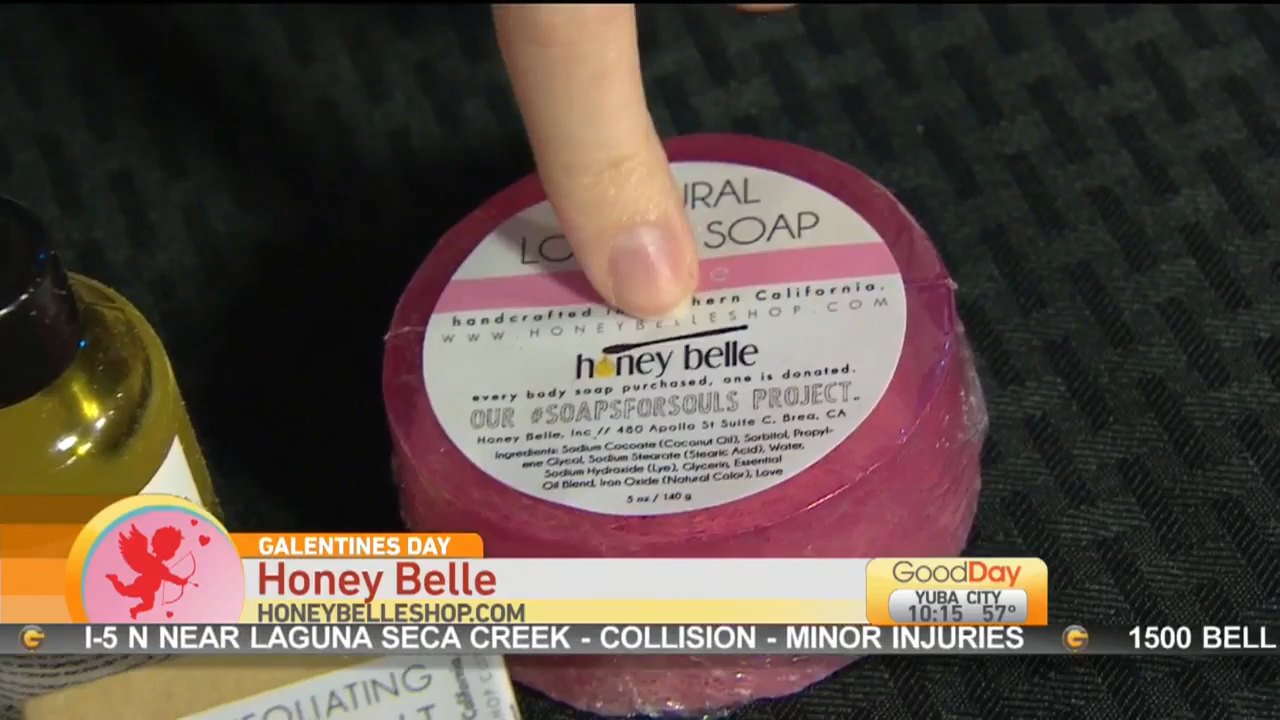 URAL
LO SOAP
e
handcrafted in hern California.
WWW.HONEYBELLESHOP.COM
honey belle
every body soap purchased, one is donated.
OUR #SOAPSFORSOULS PROJECT.
Honey Belle, Inc // 480 Apollo St Suite C, Brea, CA
Ingredients: Sodium Cocoate (Coconut Oil), Sorbitol, Propyl-
ene Glycol, Sodium Stearate (Stearic Acid), Water,
Sodium Hydroxide (Lye), Glycerin, Essential
Oil Blend, Iron Oxide (Natural Color), Love
5 oz / 140 g
GALENTINES DAY
Honey Belle
HONEYBELLESHOP.COM
GoodDay
YUBA CITY
10:15 57°
I-5 N NEAR LAGUNA SECA CREEK - COLLISION - MINOR INJURIES 1500 BELL
FOLIATING